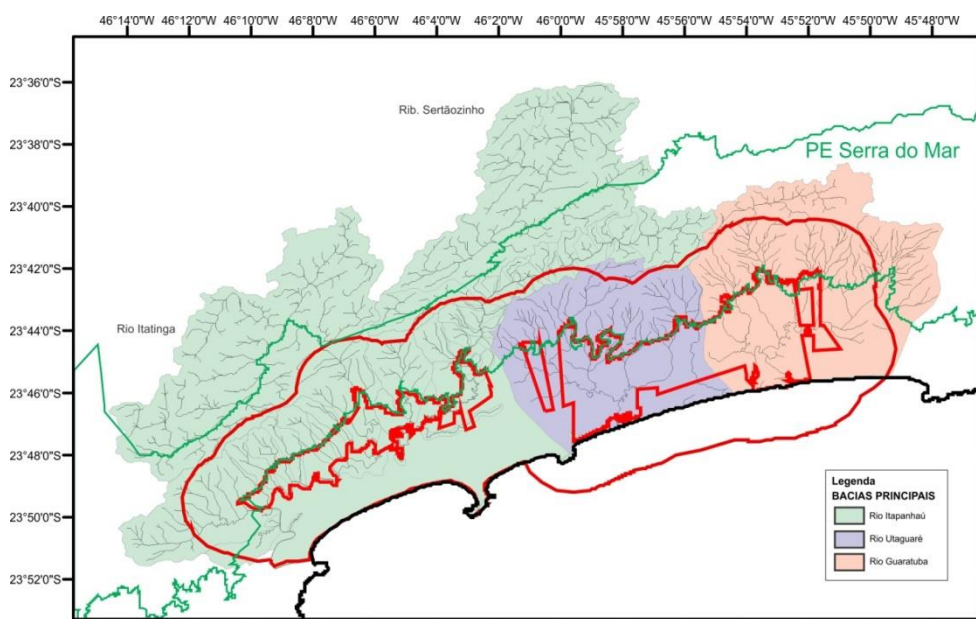 46°14'0"W 46°12'0"W 46°10'0"W 46°8'0"W 46°6'0"W 46°4'0"W 46°2'0"W 46°0'0"W 45°58'0"W 45°56'0"W 45°54'0"W 45°52'0"W 45°50'0"W 45°48'0"W
23°36'0"S
Rib. Sertãozinho
23°38'0"S
PE Serra do Mar
23°40'0"S
23°42'0"S
23°44'0"S
Rio Itatinga
23°46'0"S
23°48'0"S
23°50'0"S
23°52'0"S
Legenda
BACIAS PRINCIPAIS
Rio Itapanhaú
Rio Utaguaré
Rio Guaratuba